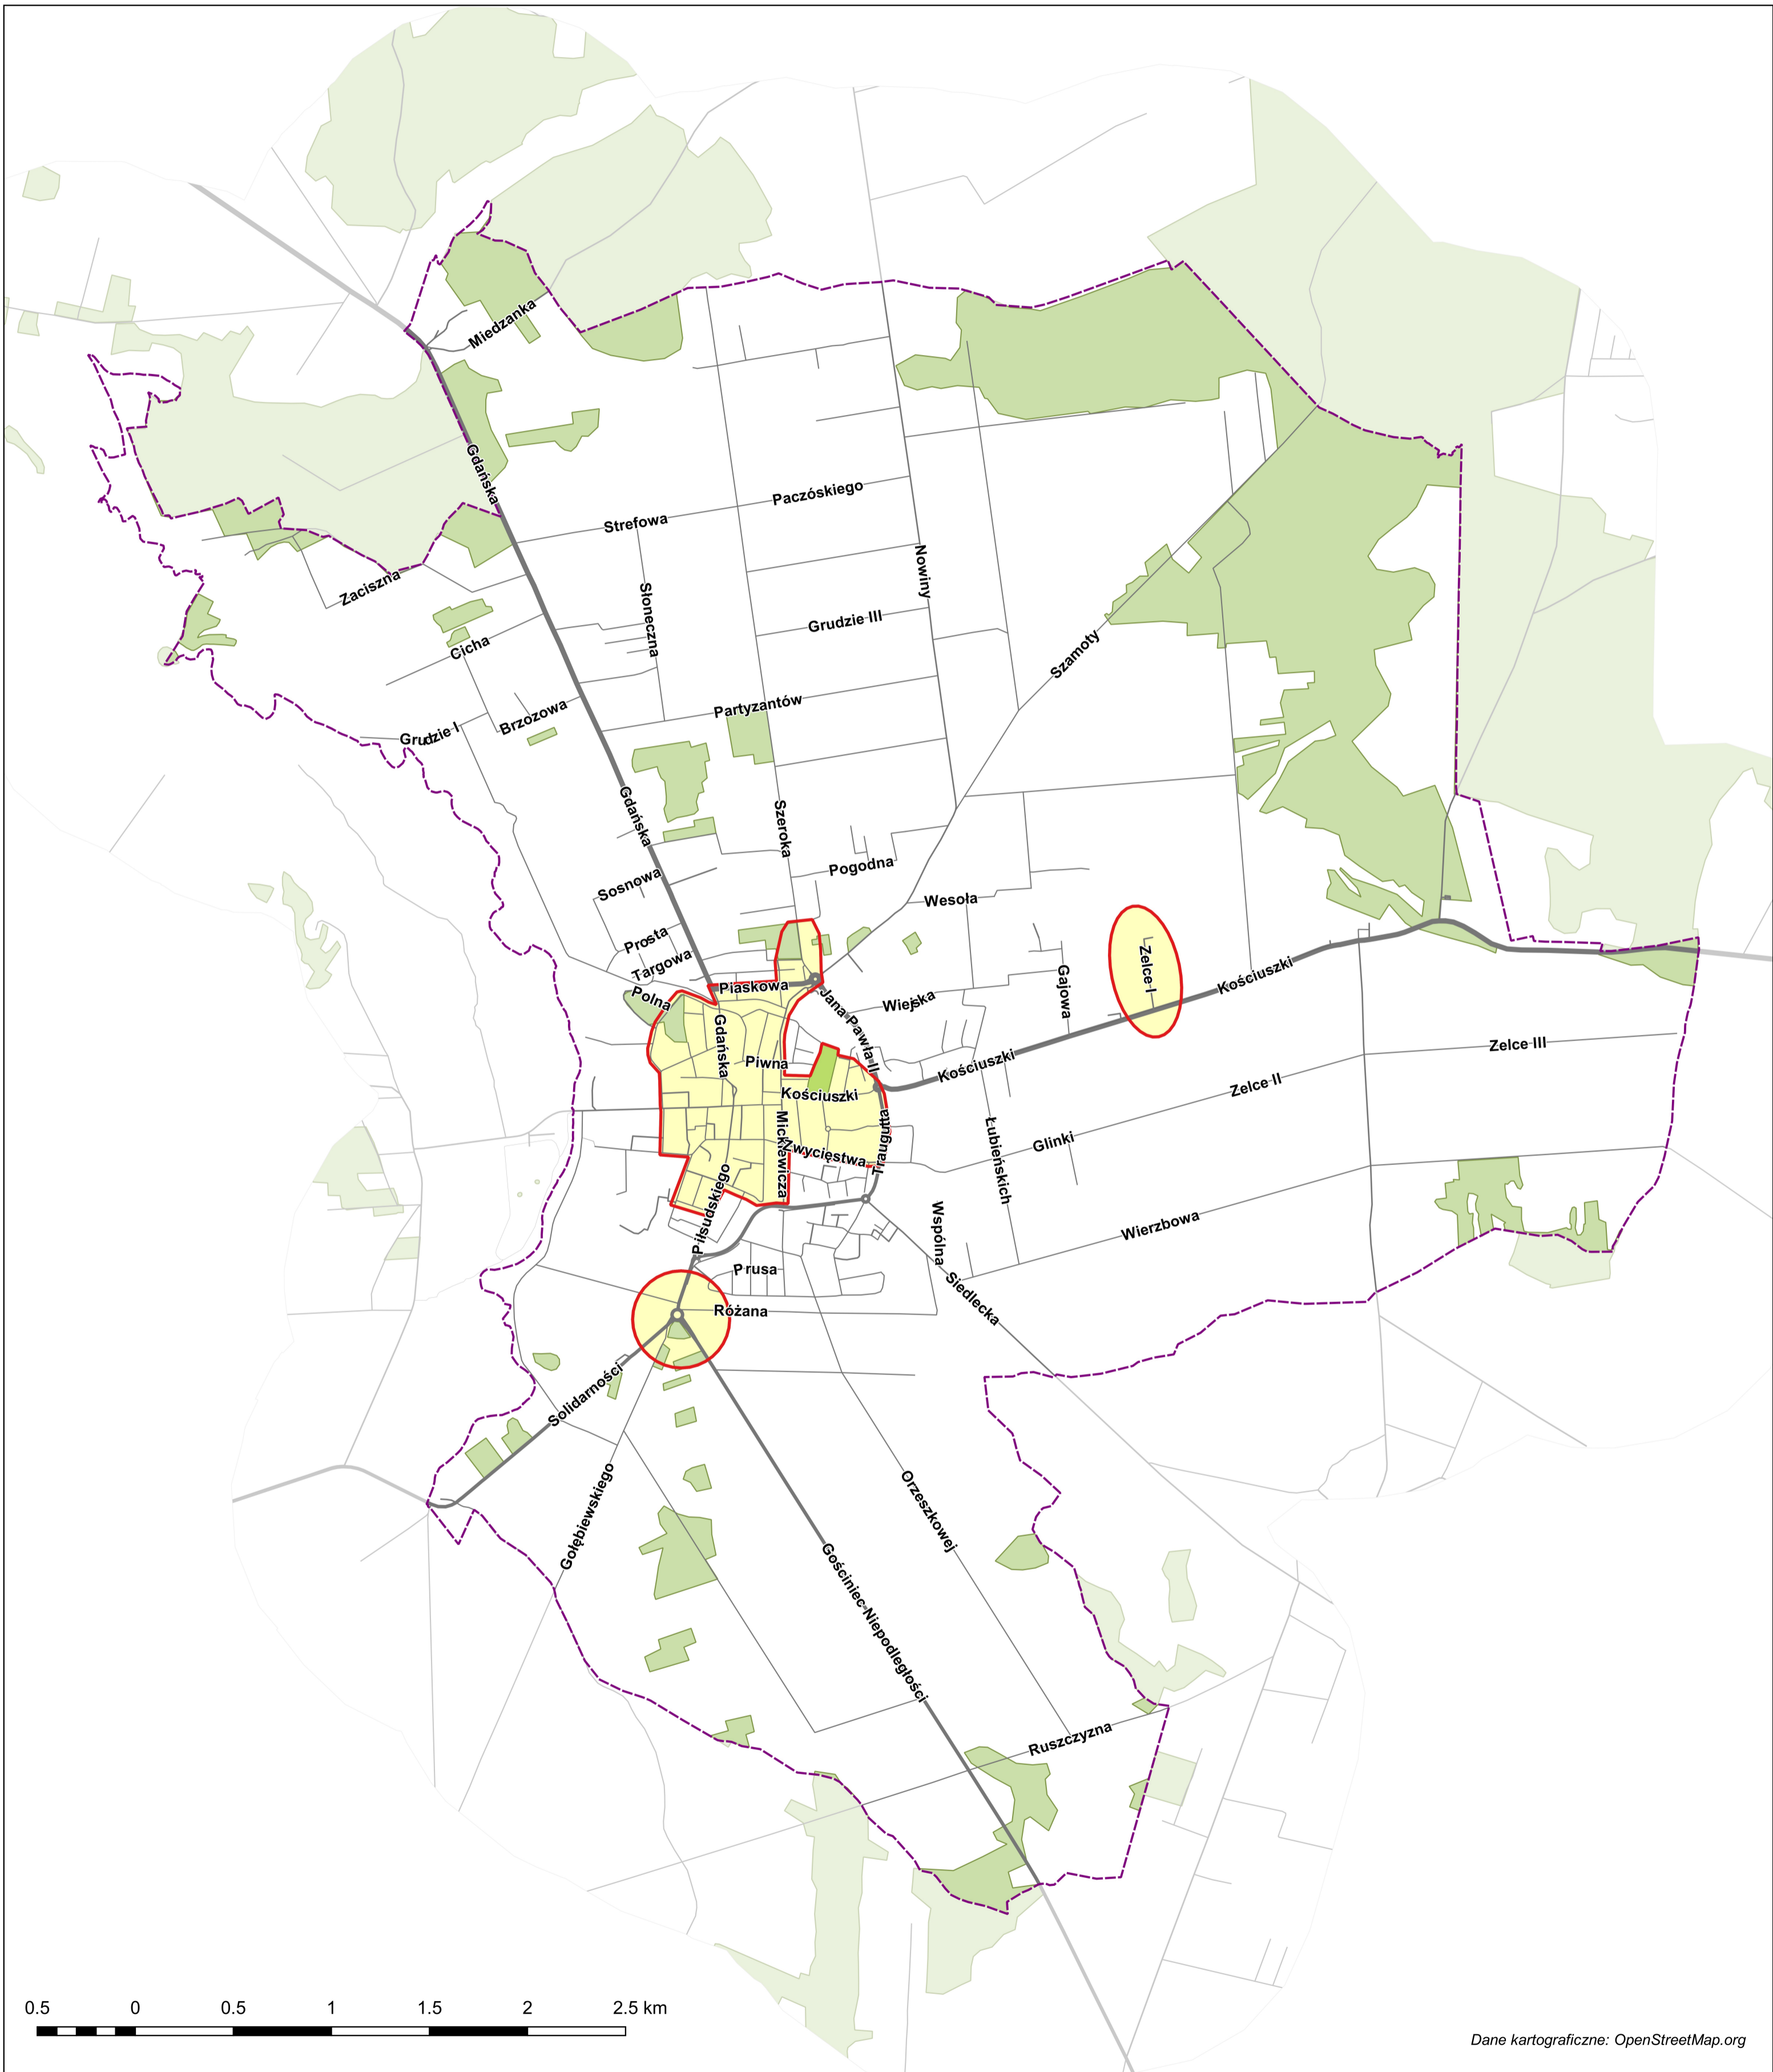 Miedzanka
Gdańska
Paczóskiego
Strefowa
Nowiny
Zaciszna
Słoneczna
Grudzie III
Cicha
Szamoty
Partyzantów
Brzozowa
Grudzie I
Gdańska
Szeroka
Pogodna
Sosnowa
Wesoła
Prosta
Targowa
Zelce I
Kościuszki
Gajowa
Piaskowa
Polna
Wiejska
Jana Pawła II
Gdańska
Zelce III
Piwna
Kościuszki
Zelce II
Kościuszki
Mickiewicza
Traugutta
Glinki
Zwycięstwa
Łubieńskich
Piłsudskiego
Wspólna
Wierzbowa
Prusa
Siedlecka
Różana
Solidarności
Gołębiewskiego
Orzeszkowej
Gościniec Niepodległości
Ruszczyzna
0.5 0 0.5 1 1.5 2 2.5 km
Dane kartograficzne: OpenStreetMap.org